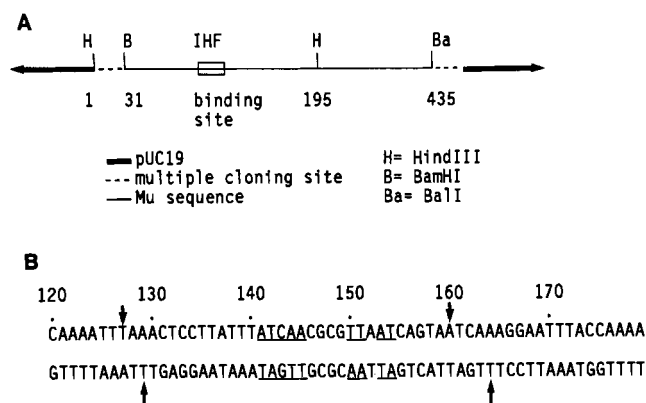 A
H B IHF H Ba
1 31 binding site 195 435
pUC19 H= HindIII
multiple cloning site B= BamHI
Mu sequence Ba= BalI
B
120 130 140 150 160 170
CAAAATTTAAACTCCTTATTTATCAACGCGTTAATCAGTAATCAAAGGAATTTACCAAAA
GTTTTAAATTTGAGGAATAAATAGTTGCGCAATTAGTCATTAGTTTCCTTAAATGGTTTT